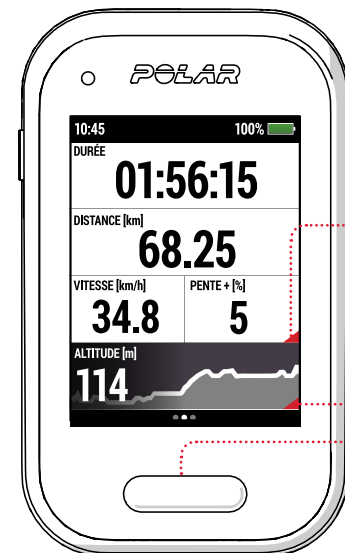 POLAR
10:45 100%
DURÉE
01:56:15
DISTANCE [km]
68.25
VITESSE [km/h] PENTE + [%]
34.8 5
ALTITUDE [m]
114